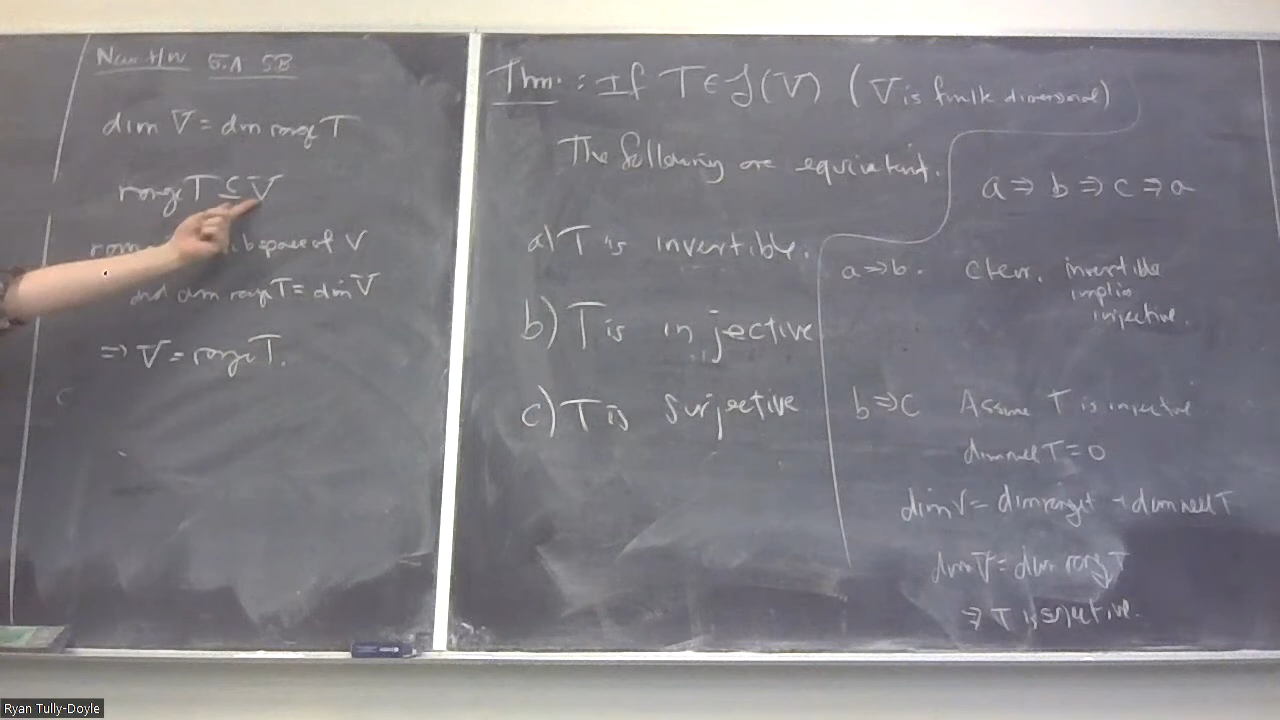 New HW 5.A 5B
dim V = dim range T
range T ⊆ V
subspace of V
and dim range T = dim V
⇒ V = range T.
Thm. : If T ∈ L(V) (V is finite dimensional)
The following are equivalent.
a ⇒ b ⇒ c ⇒ a
a) T is invertible.
b) T is injective
c) T is surjective
a ⇒ b. Clear. invertible
implies
injective.
b ⇒ c Assume T is injective
dim null T = 0
dim V = dim range T + dim null T
dim V = dim range T
⇒ T is surjective.
Ryan Tully-Doyle